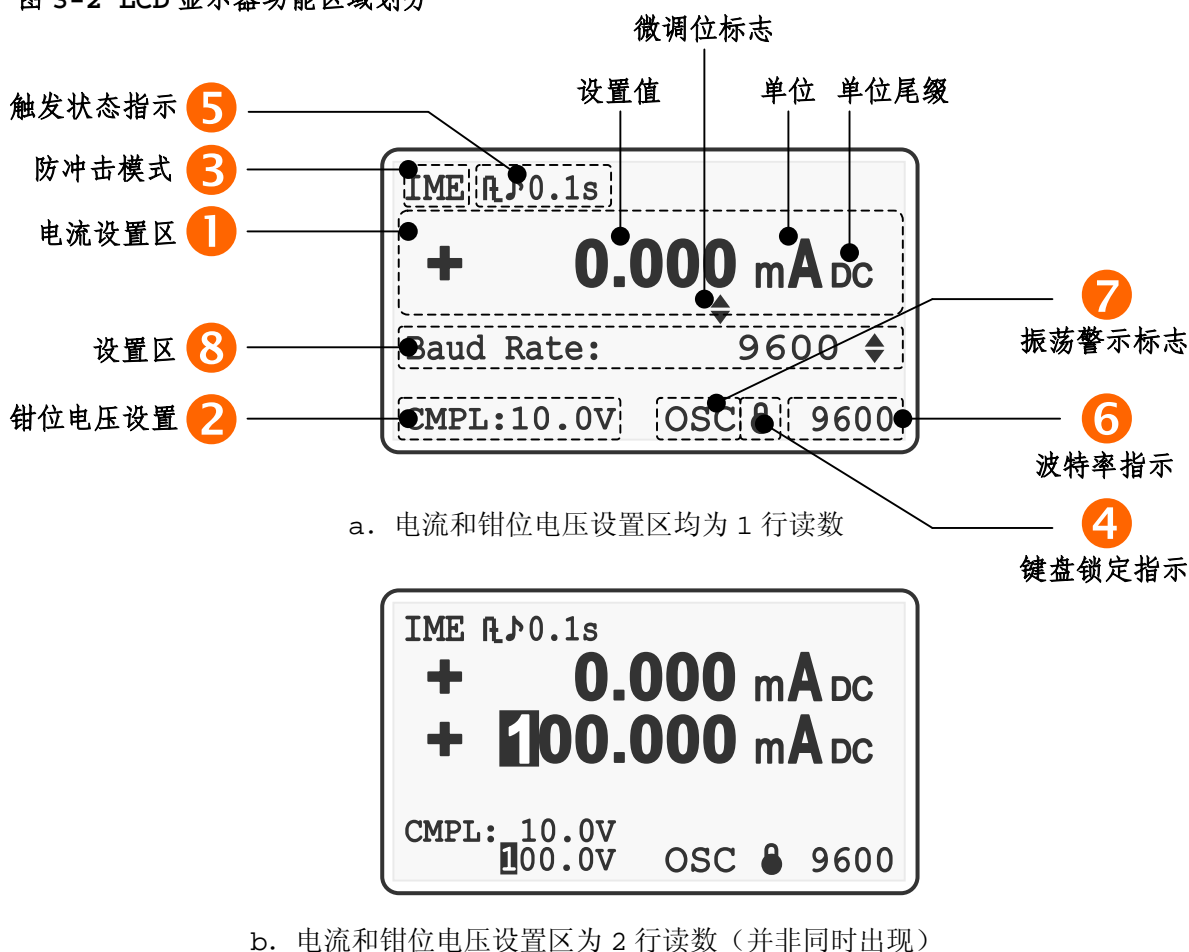 图 3-2 LCD 显示器功能区域划分
微调位标志
设置值
单位
单位尾缀
触发状态指示 5
防冲击模式 3
电流设置区 1
设置区 8
钳位电压设置 2
IME ♪0.1s
+ 0.000 mA DC
Baud Rate: 9600
CMPL:10.0V OSC 9600
7
振荡警示标志
6
波特率指示
4
键盘锁定指示
a. 电流和钳位电压设置区均为 1 行读数
IME ♪0.1s
+ 0.000 mA DC
+ 100.000 mA DC
CMPL: 10.0V
100.0V OSC 9600
b. 电流和钳位电压设置区为 2 行读数（并非同时出现）